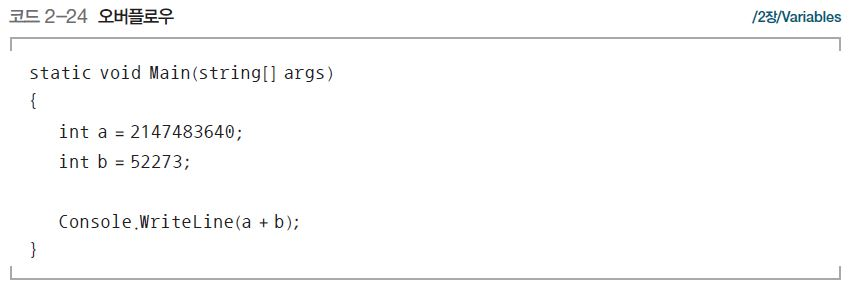 코드 2-24 오버플로우 /2장/Variables
static void Main(string[] args)
{
int a = 2147483640;
int b = 52273;
Console.WriteLine(a + b);
}